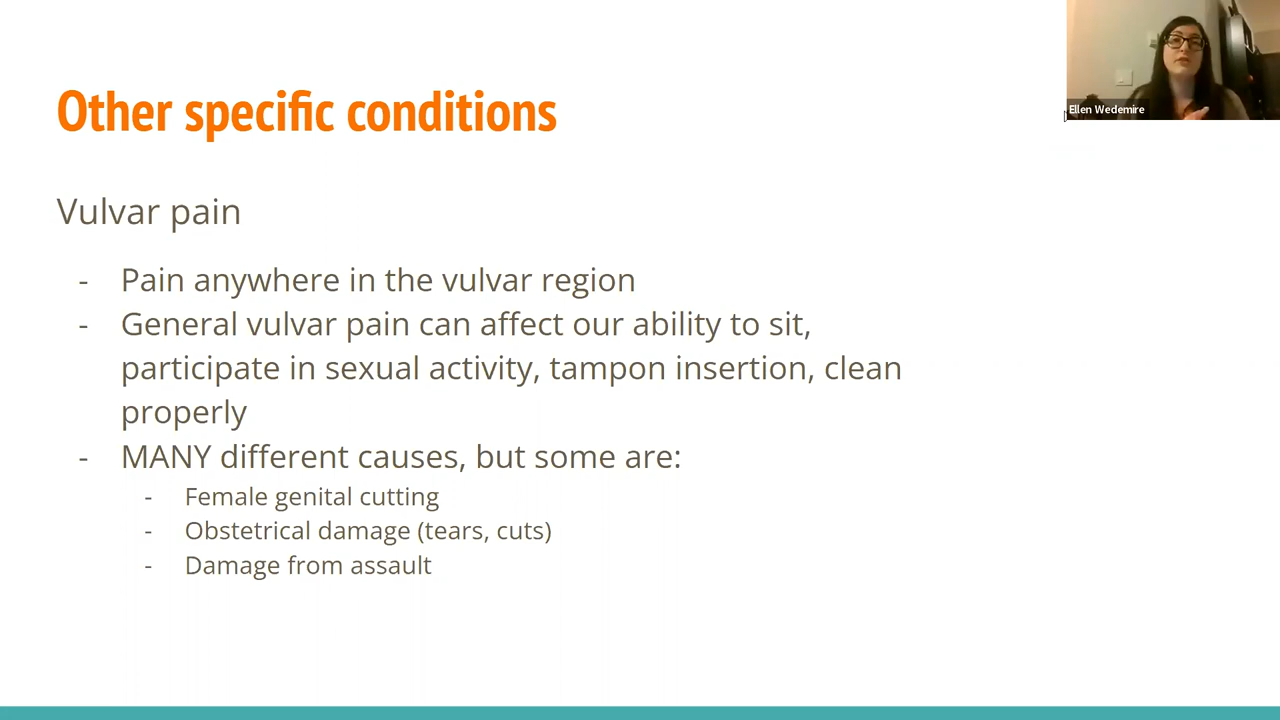 Other specific conditions
Ellen Wedemire
Vulvar pain
- Pain anywhere in the vulvar region
- General vulvar pain can affect our ability to sit,
participate in sexual activity, tampon insertion, clean
properly
- MANY different causes, but some are:
- Female genital cutting
- Obstetrical damage (tears, cuts)
- Damage from assault